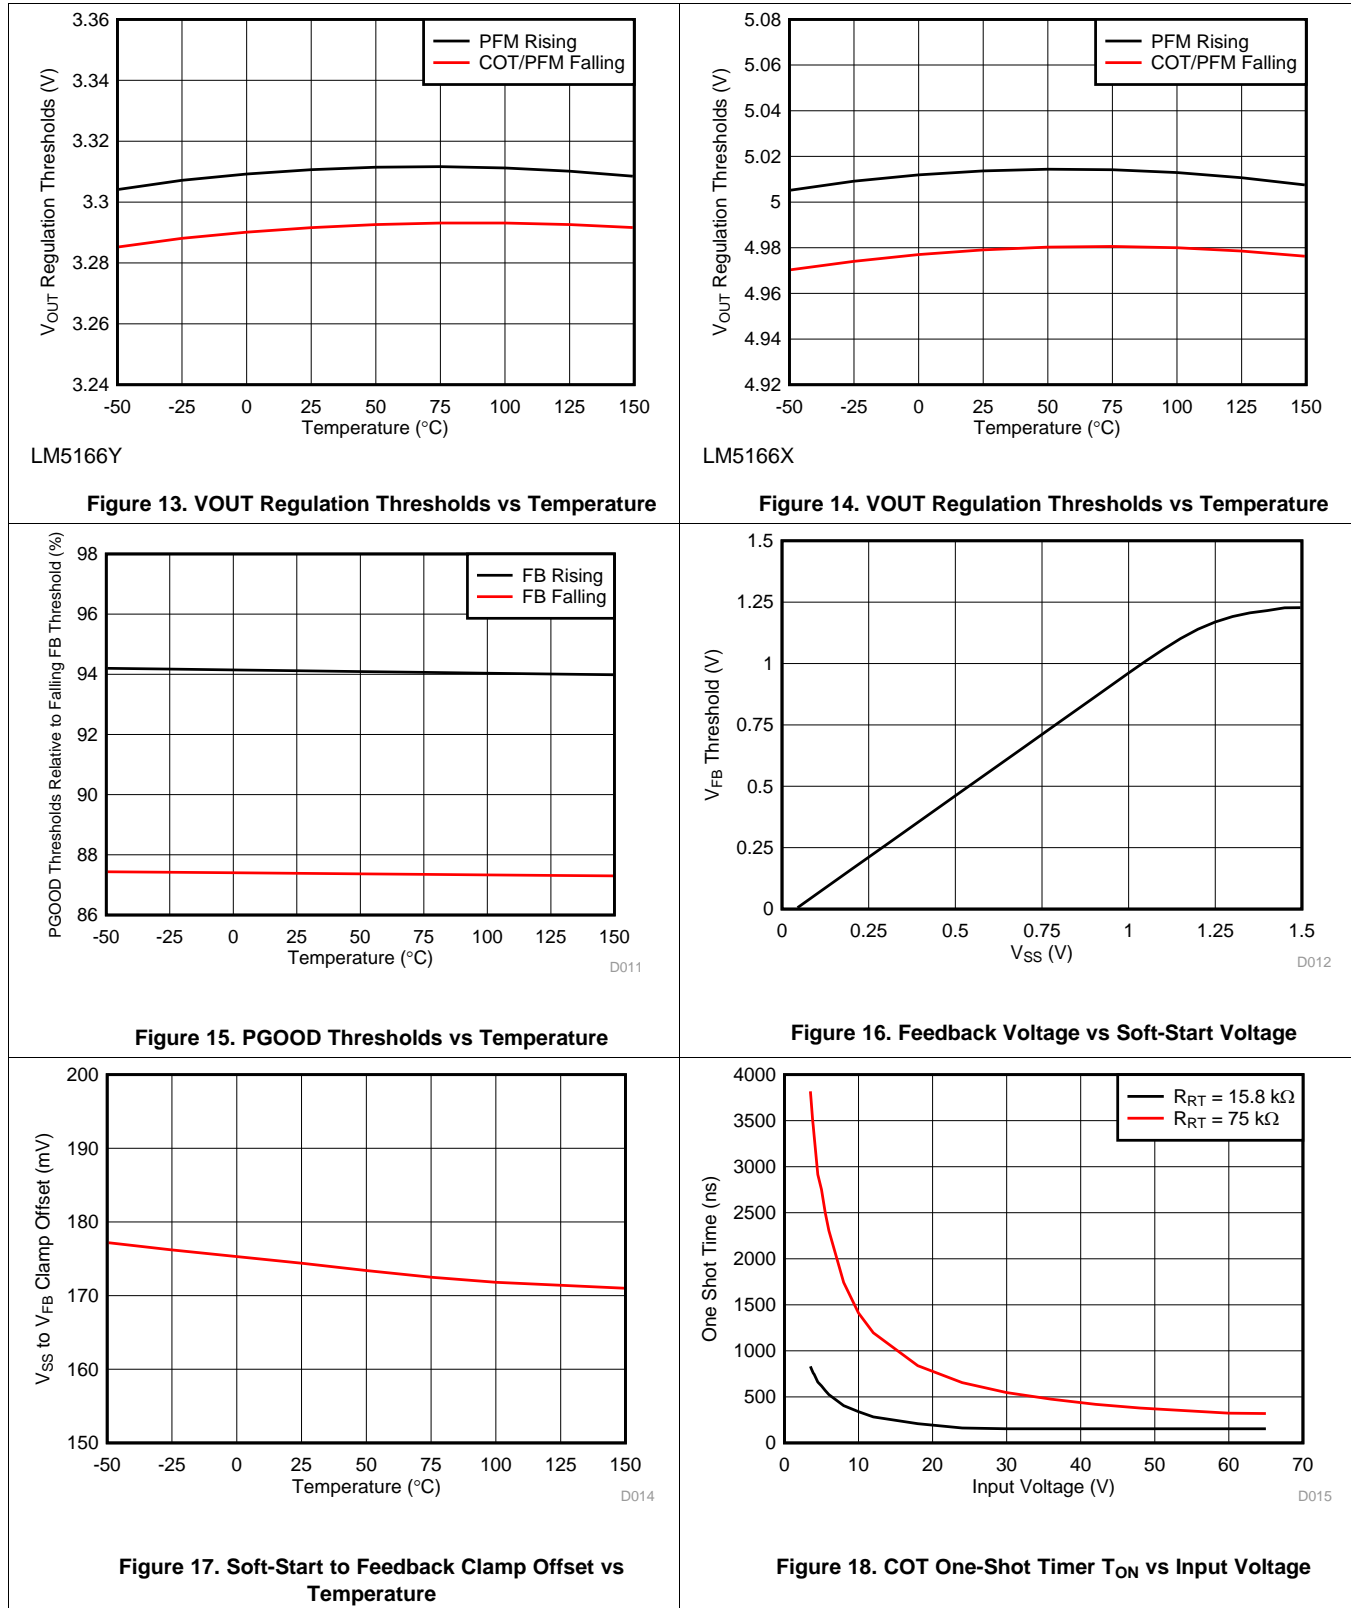 3.36
3.34
3.32
3.3
3.28
3.26
3.24
VOUT Regulation Thresholds (V)
PFM Rising
COT/PFM Falling
-50 -25 0 25 50 75 100 125 150
Temperature (°C)
LM5166Y
Figure 13. VOUT Regulation Thresholds vs Temperature
5.08
5.06
5.04
5.02
5
4.98
4.96
4.94
4.92
VOUT Regulation Thresholds (V)
PFM Rising
COT/PFM Falling
-50 -25 0 25 50 75 100 125 150
Temperature (°C)
LM5166X
Figure 14. VOUT Regulation Thresholds vs Temperature
98
96
94
92
90
88
86
PGOOD Thresholds Relative to Falling FB Threshold (%)
FB Rising
FB Falling
-50 -25 0 25 50 75 100 125 150
Temperature (°C)
D011
Figure 15. PGOOD Thresholds vs Temperature
1.5
1.25
1
0.75
0.5
0.25
0
VFB Threshold (V)
0 0.25 0.5 0.75 1 1.25 1.5
VSS (V)
D012
Figure 16. Feedback Voltage vs Soft-Start Voltage
200
190
180
170
160
150
VSS to VFB Clamp Offset (mV)
-50 -25 0 25 50 75 100 125 150
Temperature (°C)
D014
Figure 17. Soft-Start to Feedback Clamp Offset vs
Temperature
4000
3500
3000
2500
2000
1500
1000
500
0
One Shot Time (ns)
RRT = 15.8 kΩ
RRT = 75 kΩ
0 10 20 30 40 50 60 70
Input Voltage (V)
D015
Figure 18. COT One-Shot Timer TON vs Input Voltage